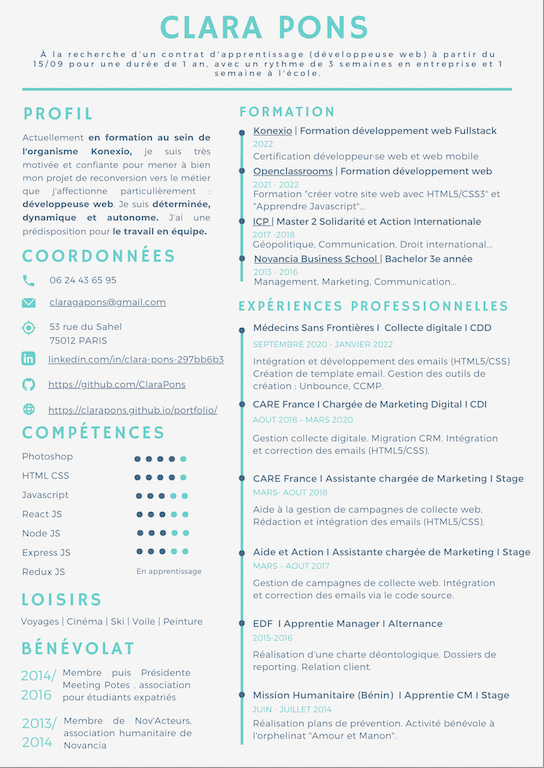 CLARA PONS
À la recherche d'un contrat d'apprentissage (développeuse web) à partir du
15/09 pour une durée de 1 an, avec un rythme de 3 semaines en entreprise et 1
semaine à l'école.
PROFIL
Actuellement en formation au sein de
l'organisme Konexio, je suis très
motivée et confiante pour mener à bien
mon projet de reconversion vers le métier
que j'affectionne particulièrement :
développeuse web. Je suis déterminée,
dynamique et autonome. J'ai une
prédisposition pour le travail en équipe.
COORDONNÉES
06 24 43 65 95
claragapons@gmail.com
53 rue du Sahel
75012 PARIS
linkedin.com/in/clara-pons-297bb6b3
https://github.com/ClaraPons
https://clarapons.github.io/portfolio/
COMPÉTENCES
Photoshop
HTML CSS
Javascript
React JS
Node JS
Express JS
Redux JS En apprentissage
LOISIRS
Voyages | Cinéma | Ski | Voile | Peinture
BÉNÉVOLAT
2014/
2016
Membre puis Présidente
Meeting Potes , association
pour étudiants expatriés
2013/
2014
Membre de Nov'Acteurs,
association humanitaire de
Novancia
FORMATION
Konexio | Formation développement web Fullstack
2022
Certification développeur·se web et web mobile
Openclassrooms | Formation développement web
2021 - 2022
Formation "créer votre site web avec HTML5/CSS3" et
"Apprendre Javascript"...
ICP | Master 2 Solidarité et Action Internationale
2017 -2018
Géopolitique, Communication, Droit international...
Novancia Business School | Bachelor 3e année
2013 - 2016
Management, Marketing, Communication...
EXPÉRIENCES PROFESSIONNELLES
Médecins Sans Frontières I Collecte digitale I CDD
SEPTEMBRE 2020 - JANVIER 2022
Intégration et développement des emails (HTML5/CSS)
Création de template email. Gestion des outils de
création : Unbounce, CCMP.
CARE France I Chargée de Marketing Digital I CDI
AOUT 2018 – MARS 2020
Gestion collecte digitale. Migration CRM. Intégration
et correction des emails (HTML5/CSS).
CARE France I Assistante chargée de Marketing I Stage
MARS- AOUT 2018
Aide à la gestion de campagnes de collecte web.
Rédaction et intégration des emails (HTML5/CSS).
Aide et Action I Assistante chargée de Marketing I Stage
MARS – AOUT 2017
Gestion de campagnes de collecte web. Intégration
et correction des emails via le code source.
EDF I Apprentie Manager I Alternance
2015-2016
Réalisation d'une charte déontologique. Dossiers de
reporting. Relation client.
Mission Humanitaire (Bénin) I Apprentie CM I Stage
JUIN - JUILLET 2014
Réalisation plans de prévention. Activité bénévole à
l'orphelinat "Amour et Manon".